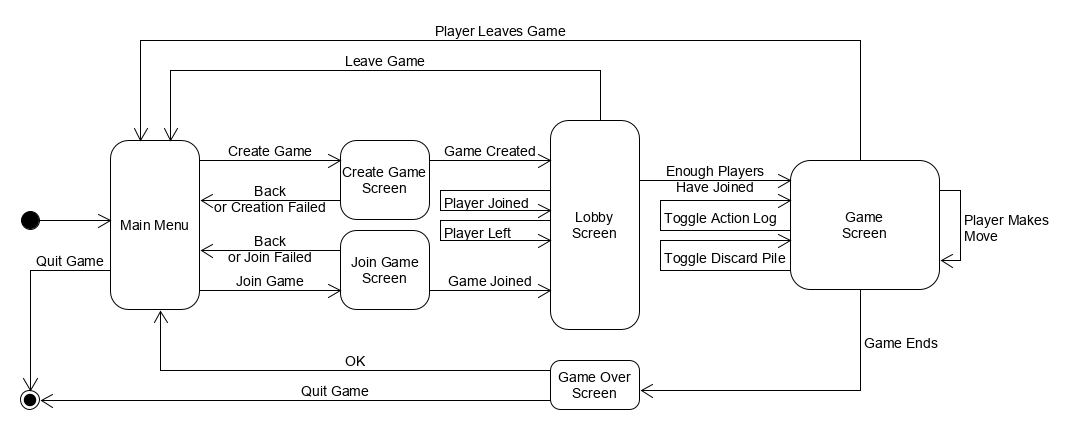 Player Leaves Game
Leave Game
Create Game
Create Game
Screen
Game Created
Enough Players
Have Joined
Back
or Creation Failed
Player Joined
Player Left
Lobby
Screen
Toggle Action Log
Game
Screen
Player Makes
Move
Main Menu
Back
or Join Failed
Join Game
Screen
Toggle Discard Pile
Quit Game
Join Game
Game Joined
Game Ends
OK
Game Over
Screen
Quit Game